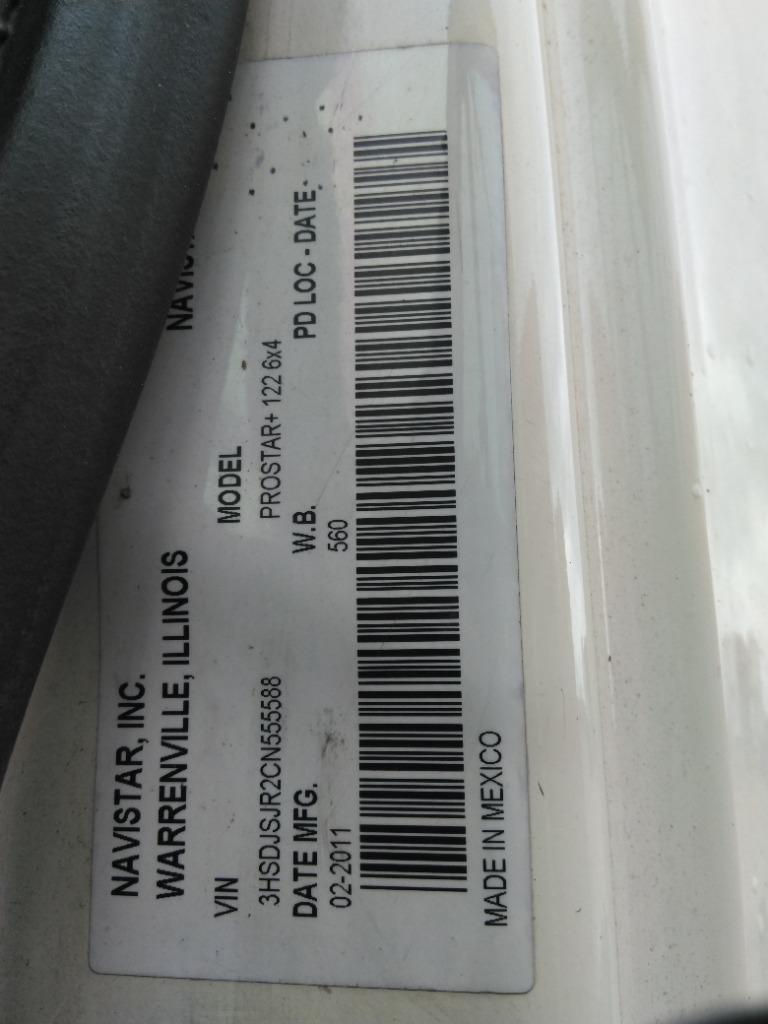 NAVISTAR, INC.
WARRENVILLE, ILLINOIS
VIN MODEL
3HSDJSJR2CN555588 PROSTAR+ 122 6x4
DATE MFG. W.B. PD LOC - DATE
02-2011 560
MADE IN MEXICO